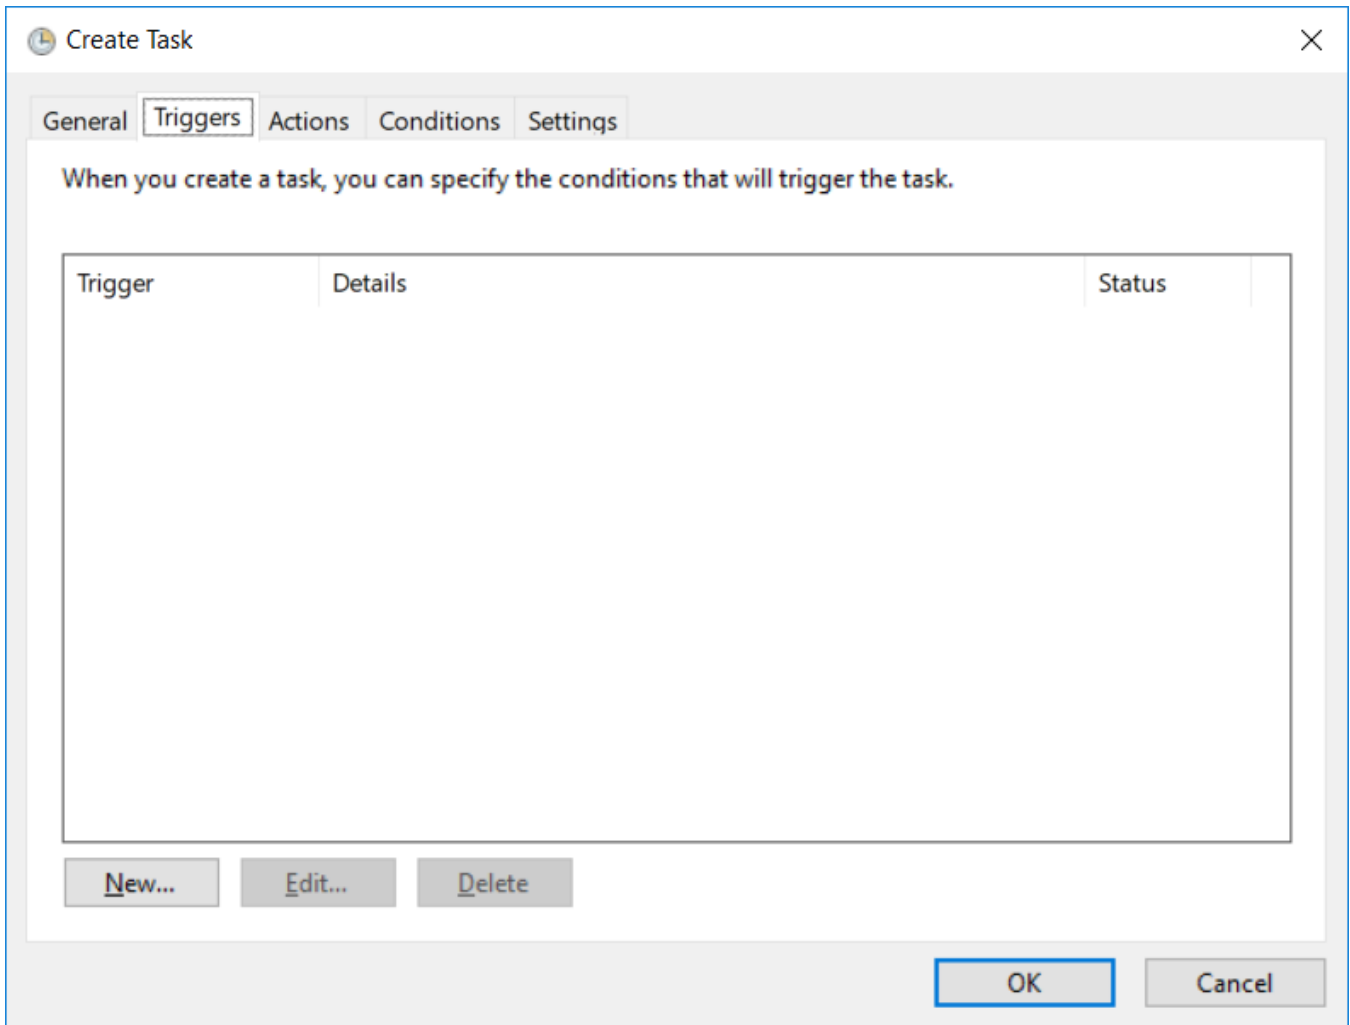 Create Task
General Triggers Actions Conditions Settings
When you create a task, you can specify the conditions that will trigger the task.
Trigger Details Status
New... Edit... Delete
OK Cancel